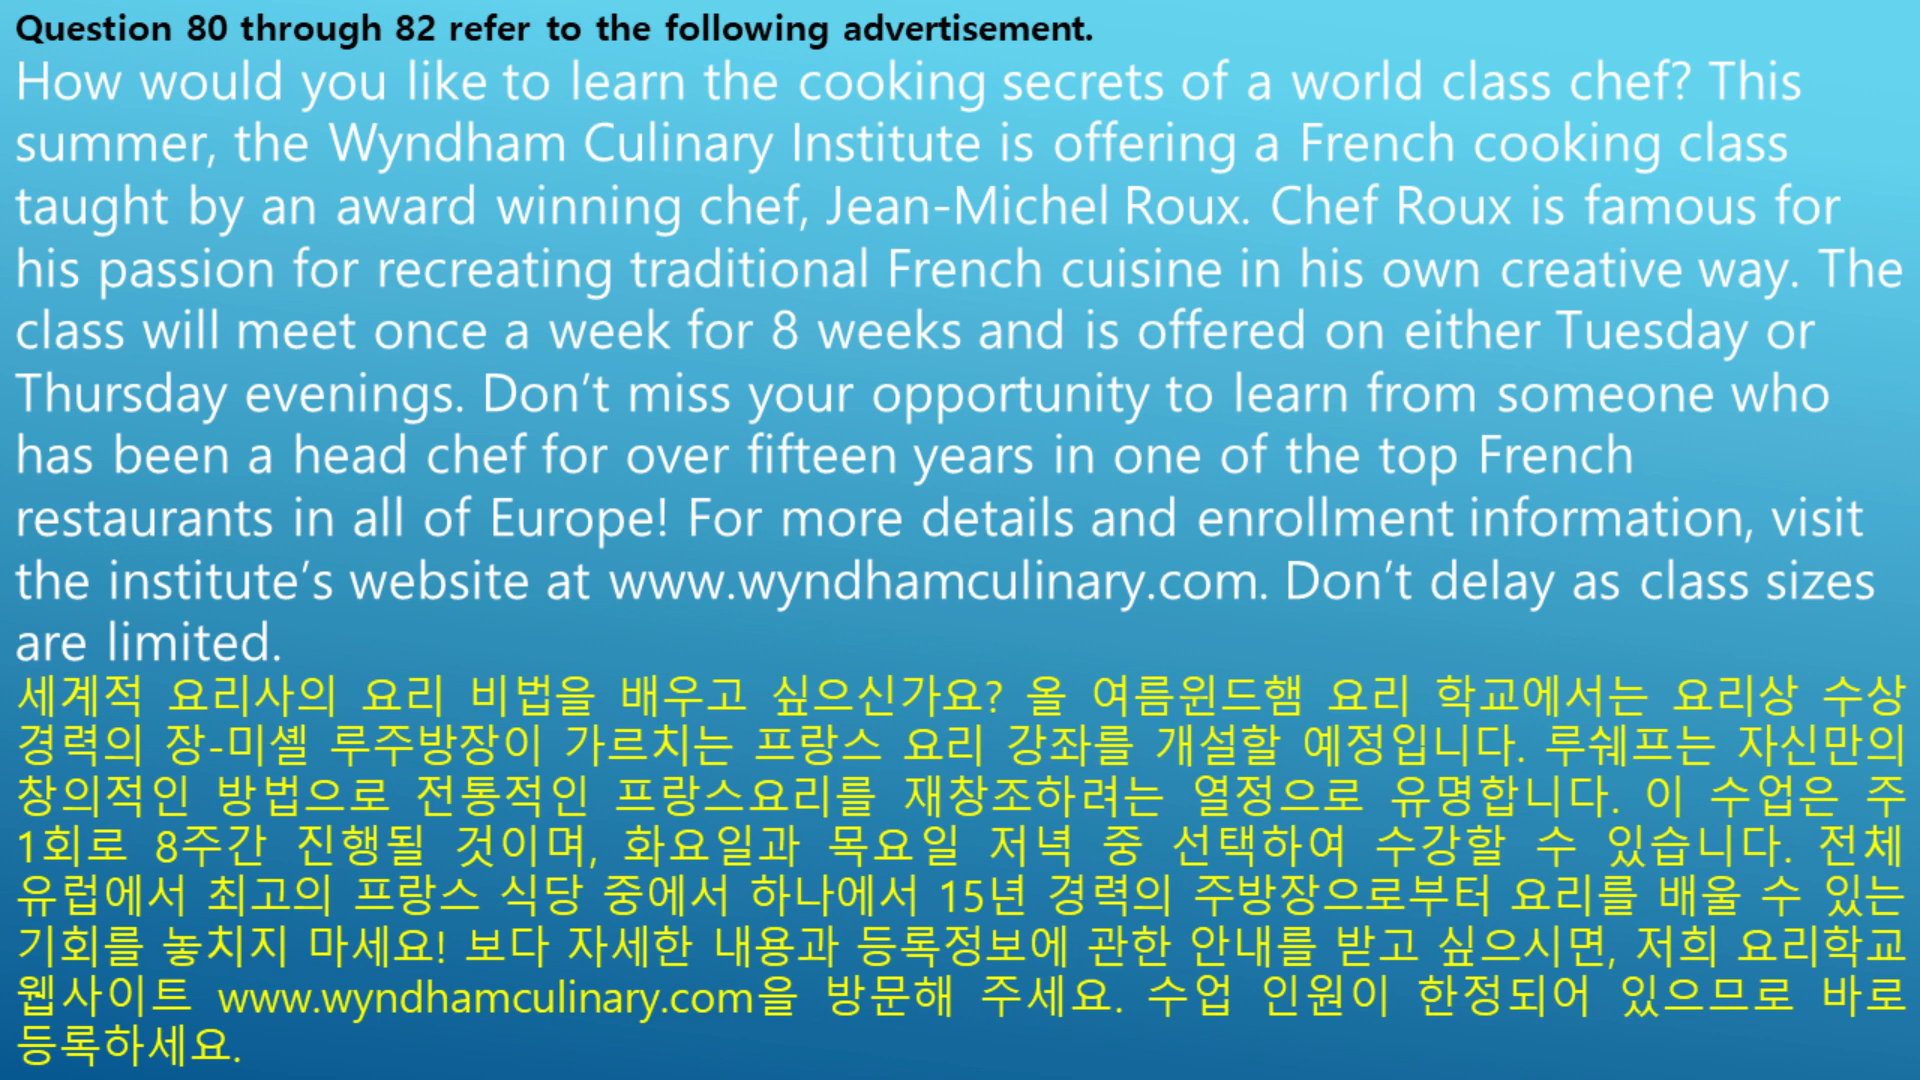 Question 80 through 82 refer to the following advertisement.
How would you like to learn the cooking secrets of a world class chef? This
summer, the Wyndham Culinary Institute is offering a French cooking class
taught by an award winning chef, Jean-Michel Roux. Chef Roux is famous for
his passion for recreating traditional French cuisine in his own creative way. The
class will meet once a week for 8 weeks and is offered on either Tuesday or
Thursday evenings. Don’t miss your opportunity to learn from someone who
has been a head chef for over fifteen years in one of the top French
restaurants in all of Europe! For more details and enrollment information, visit
the institute’s website at www.wyndhamculinary.com. Don’t delay as class sizes
are limited.
세계적 요리사의 요리 비법을 배우고 싶으신가요? 올 여름윈드햄 요리 학교에서는 요리상 수상
경력의 장-미셸 루주방장이 가르치는 프랑스 요리 강좌를 개설할 예정입니다. 루쉐프는 자신만의
창의적인 방법으로 전통적인 프랑스요리를 재창조하려는 열정으로 유명합니다. 이 수업은 주
1회로 8주간 진행될 것이며, 화요일과 목요일 저녁 중 선택하여 수강할 수 있습니다. 전체
유럽에서 최고의 프랑스 식당 중에서 하나에서 15년 경력의 주방장으로부터 요리를 배울 수 있는
기회를 놓치지 마세요! 보다 자세한 내용과 등록정보에 관한 안내를 받고 싶으시면, 저희 요리학교
웹사이트 www.wyndhamculinary.com을 방문해 주세요. 수업 인원이 한정되어 있으므로 바로
등록하세요.